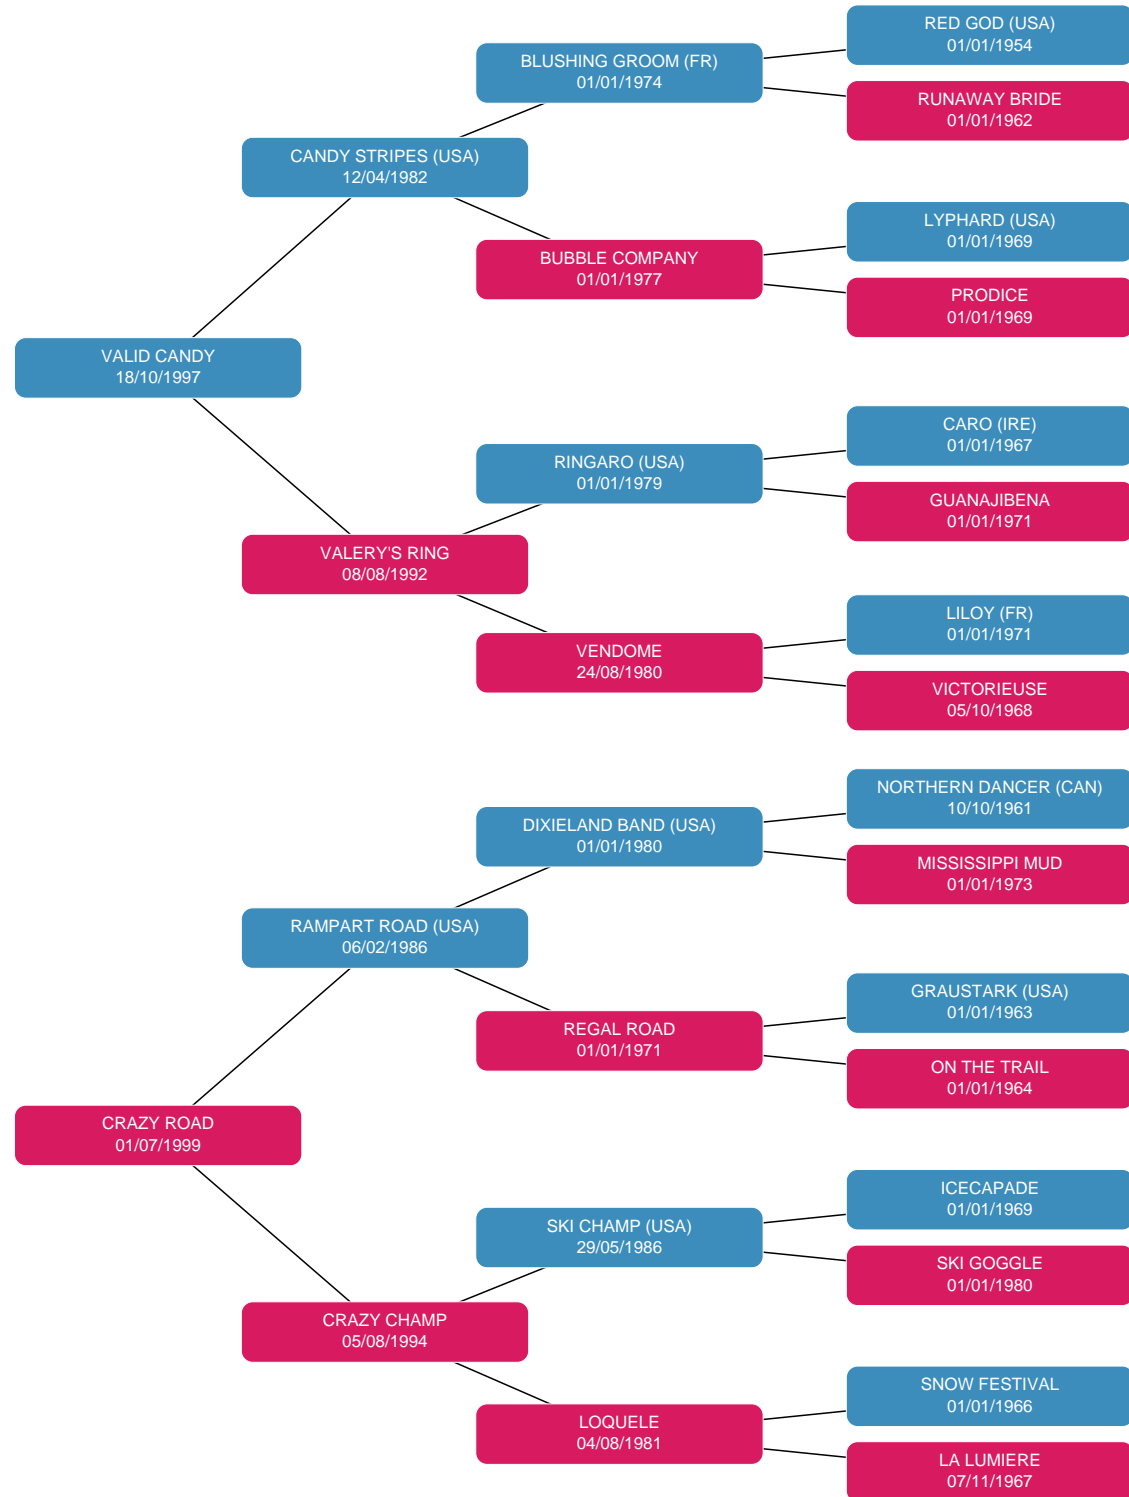 RED GOD (USA)
01/01/1954
BLUSHING GROOM (FR)
01/01/1974
RUNAWAY BRIDE
01/01/1962
CANDY STRIPES (USA)
12/04/1982
LYPHARD (USA)
01/01/1969
BUBBLE COMPANY
01/01/1977
PRODICE
01/01/1969
VALID CANDY
18/10/1997
CARO (IRE)
01/01/1967
RINGARO (USA)
01/01/1979
GUANAJIBENA
01/01/1971
VALERY'S RING
08/08/1992
LILOY (FR)
01/01/1971
VENDOME
24/08/1980
VICTORIEUSE
05/10/1968
NORTHERN DANCER (CAN)
10/10/1961
DIXIELAND BAND (USA)
01/01/1980
MISSISSIPPI MUD
01/01/1973
RAMPART ROAD (USA)
06/02/1986
GRAUSTARK (USA)
01/01/1963
REGAL ROAD
01/01/1971
ON THE TRAIL
01/01/1964
CRAZY ROAD
01/07/1999
ICECAPADE
01/01/1969
SKI CHAMP (USA)
29/05/1986
SKI GOGGLE
01/01/1980
CRAZY CHAMP
05/08/1994
SNOW FESTIVAL
01/01/1966
LOQUELE
04/08/1981
LA LUMIERE
07/11/1967